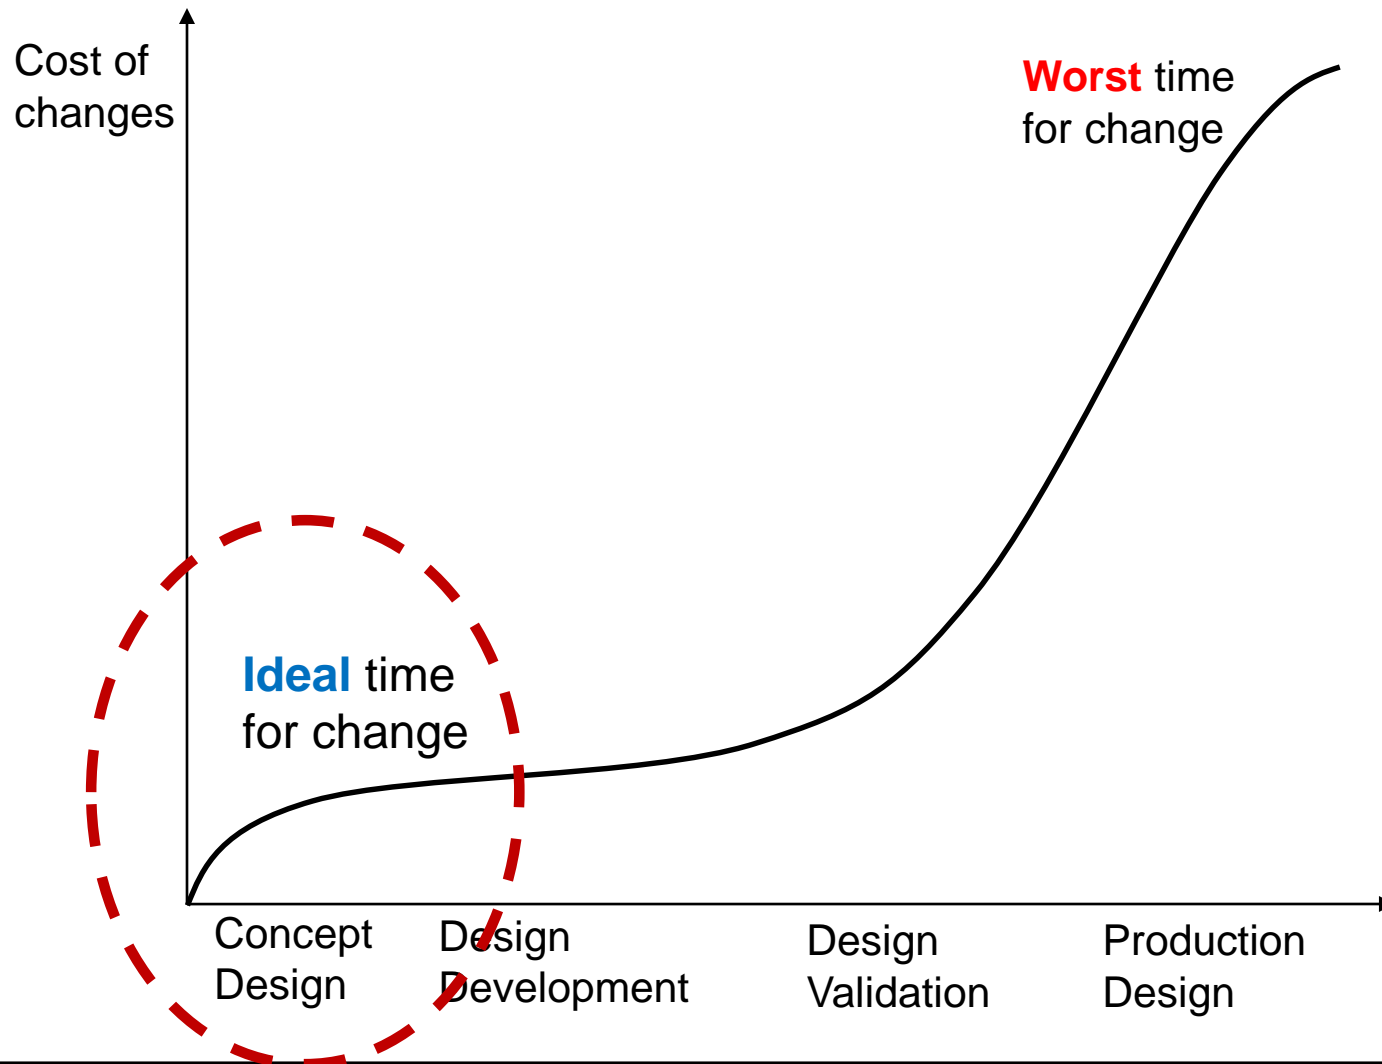 Cost of
changes
Worst time
for change
Ideal time
for change
Concept
Design
Design
Development
Design
Validation
Production
Design